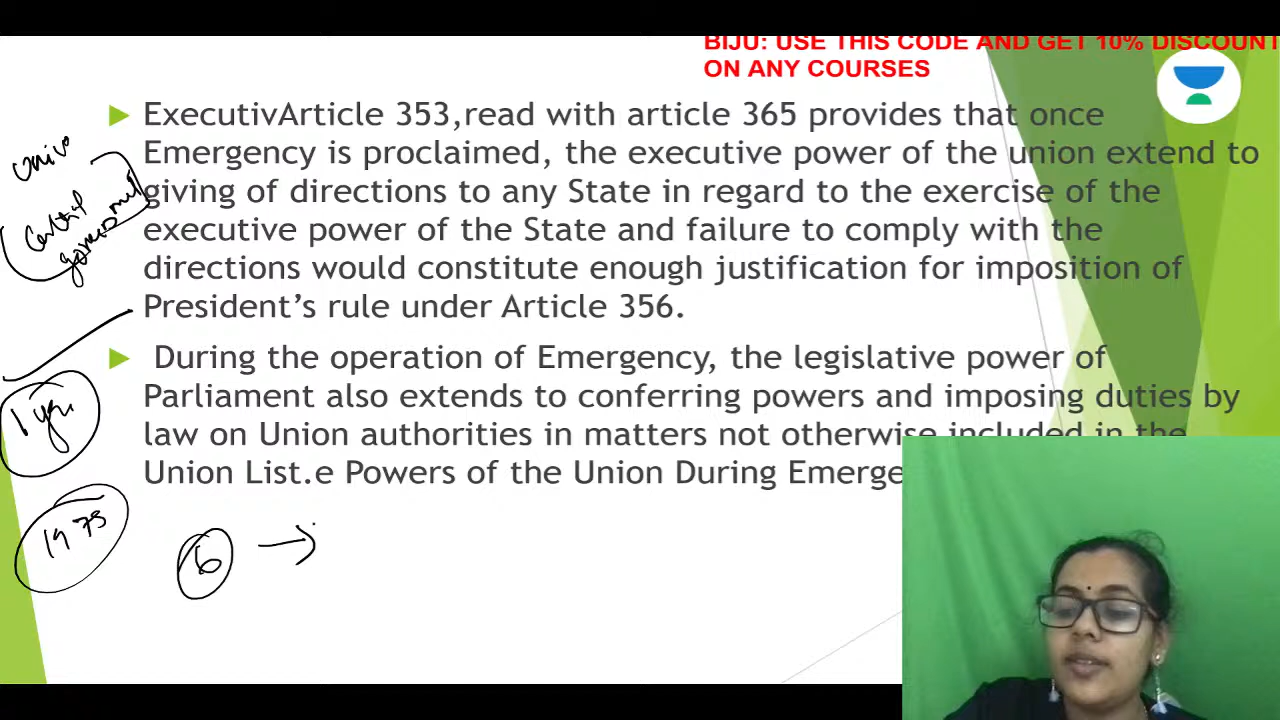 BIJU: USE THIS CODE AND GET 10% DISCOUNT
ON ANY COURSES
ExecutivArticle 353,read with article 365 provides that once
Emergency is proclaimed, the executive power of the union extend to
giving of directions to any State in regard to the exercise of the
executive power of the State and failure to comply with the
directions would constitute enough justification for imposition of
President’s rule under Article 356.
During the operation of Emergency, the legislative power of
Parliament also extends to conferring powers and imposing duties by
law on Union authorities in matters not otherwise included in the
Union List.e Powers of the Union During Emerge
1975
6